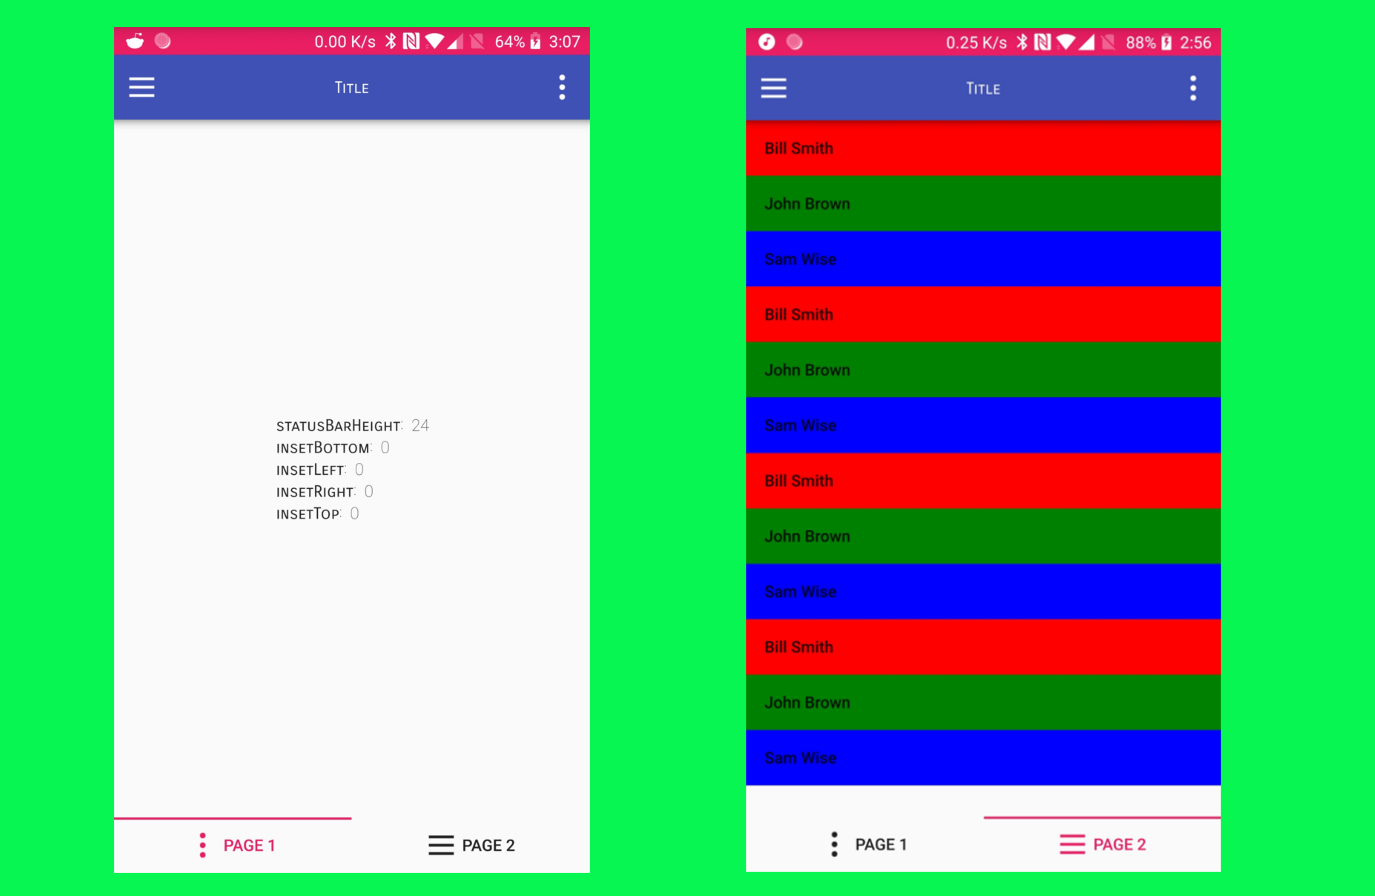 0.00 K/s 64% 3:07
Title
statusBarHeight: 24
insetBottom: 0
insetLeft: 0
insetRight: 0
insetTop: 0
PAGE 1 PAGE 2
0.25 K/s 88% 2:56
Title
Bill Smith
John Brown
Sam Wise
Bill Smith
John Brown
Sam Wise
Bill Smith
John Brown
Sam Wise
Bill Smith
John Brown
Sam Wise
PAGE 1 PAGE 2